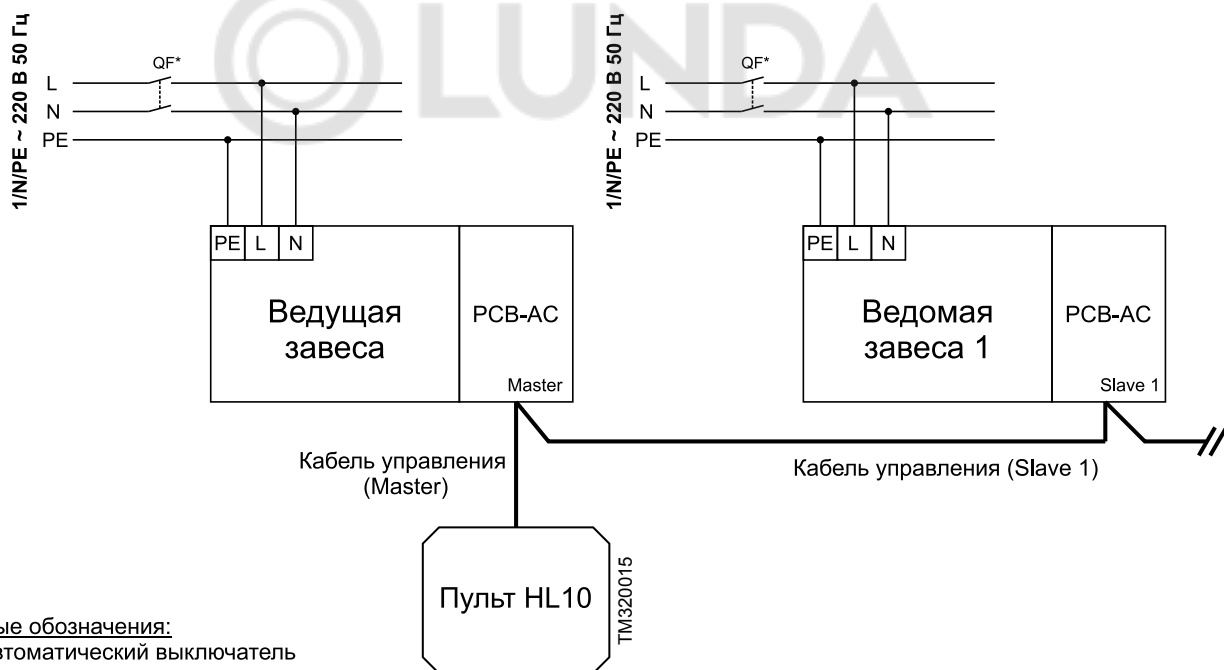 LUNDA
1/N/PE ~ 220 В 50 Гц
L
N
PE
QF*
PE L N
Ведущая
завеса
PCB-AC
Master
1/N/PE ~ 220 В 50 Гц
L
N
PE
QF*
PE L N
Ведомая
завеса 1
PCB-AC
Slave 1
Кабель управления
(Master)
Кабель управления (Slave 1)
Пульт HL10
TM320015
обозначения:
выключатель